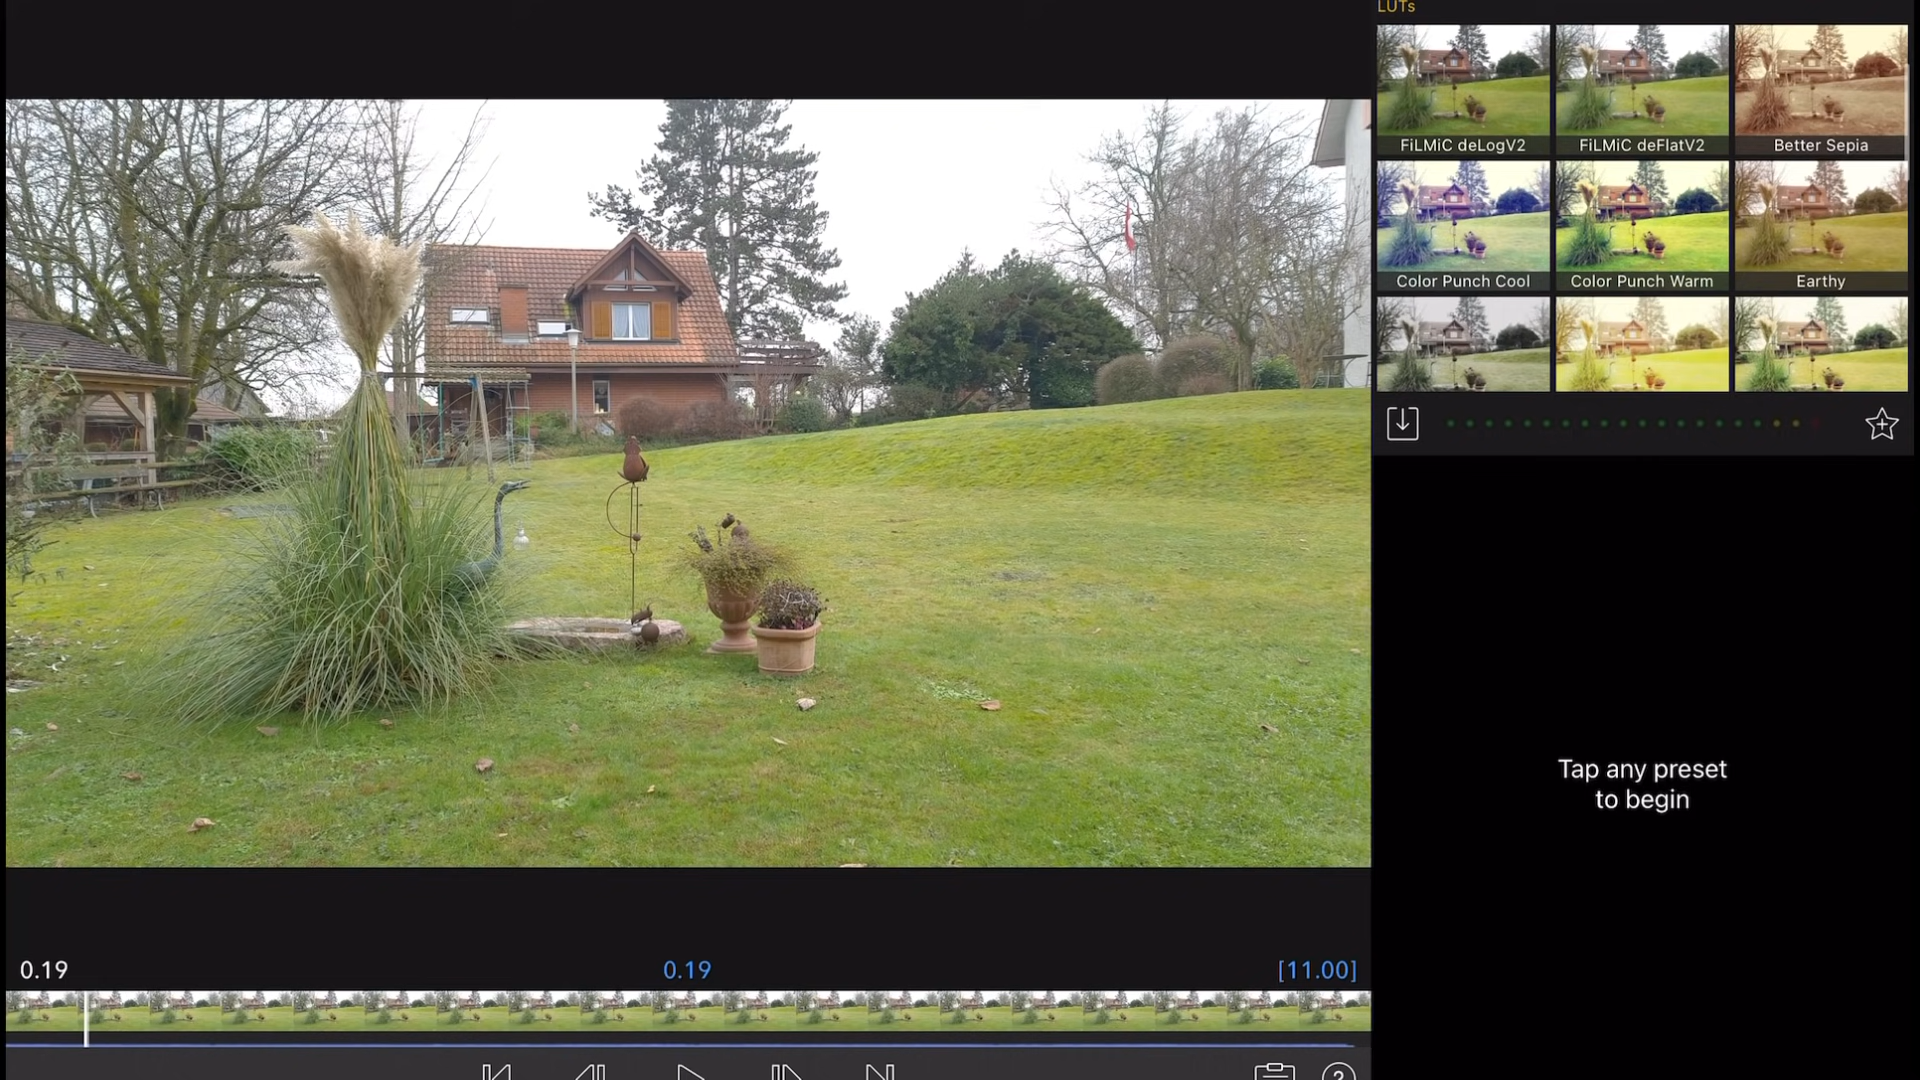 LUTs
FiLMiC deLogV2
FiLMiC deFlatV2
Better Sepia
Color Punch Cool
Color Punch Warm
Earthy
Tap any preset
to begin
0.19
0.19
[11.00]
?